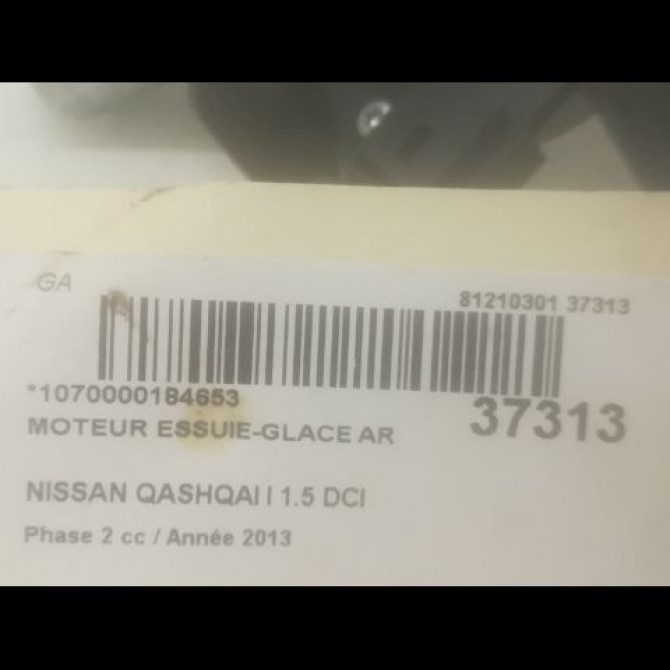 GA
81210301 37313
*1070000184653
37313
MOTEUR ESSUIE-GLACE AR
NISSAN QASHQAI I 1.5 DCI
Phase 2 cc / Année 2013